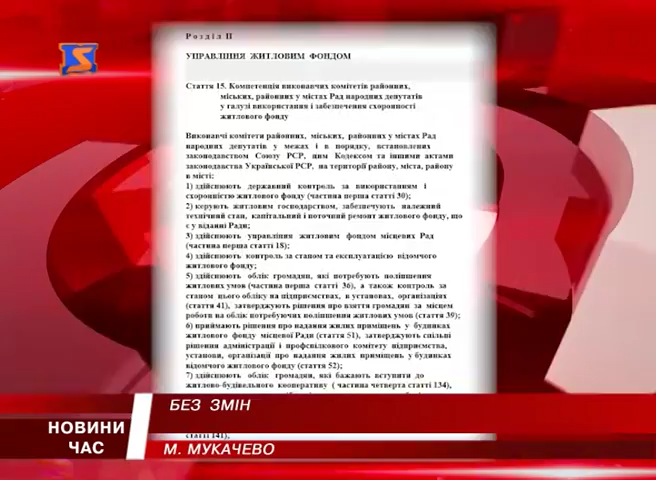 Розділ II
УПРАВЛІННЯ ЖИТЛОВИМ ФОНДОМ
Стаття 15. Компетенція виконавчих комітетів районних,
міських, районних у містах Рад народних депутатів
у галузі використання і забезпечення схоронності
житлового фонду
Виконавчі комітети районних, міських, районних у містах Рад
народних депутатів у межах і в порядку, встановлених
законодавством Союзу РСР, цим Кодексом та іншими актами
законодавства Української РСР, на території району, міста, району
в місті:
1) здійснюють державний контроль за використанням і
схоронністю житлового фонду (частина перша статті 30);
2) керують житловим господарством, забезпечують належний
технічний стан, капітальний і поточний ремонт житлового фонду, що
є у віданні Ради;
3) здійснюють управління житловим фондом місцевих Рад
(частина перша статті 18);
4) здійснюють контроль за станом та експлуатацією відомчого
житлового фонду;
5) здійснюють облік громадян, які потребують поліпшення
житлових умов (частина перша статті 36), а також контроль за
станом цього обліку на підприємствах, в установах, організаціях
(стаття 41), затверджують рішення про взяття громадян за місцем
роботи на облік потребуючих поліпшення житлових умов (стаття 39);
6) приймають рішення про надання жилих приміщень у будинках
житлового фонду місцевої Ради (стаття 51), затверджують спільні
рішення адміністрації і профспілкового комітету підприємства,
установи, організації про надання жилих приміщень у будинках
відомчого житлового фонду (стаття 52);
7) здійснюють облік громадян, які бажають вступити до
житлово-будівельного кооперативу ( частина четверта статті 134),
БЕЗ ЗМІН
НОВИНИ
ЧАС
статті 141),
М. МУКАЧЕВО